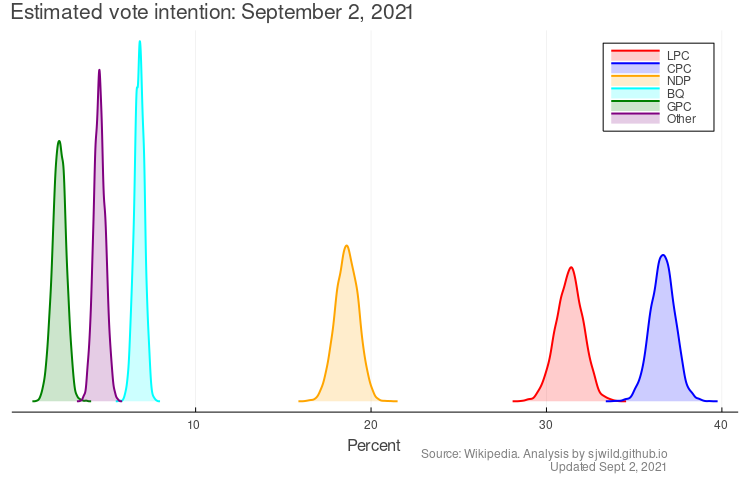 Estimated vote intention: September 2, 2021
LPC
CPC
NDP
BQ
GPC
Other
10
20
30
40
Percent
Source: Wikipedia. Analysis by sjwild.github.io
Updated Sept. 2, 2021